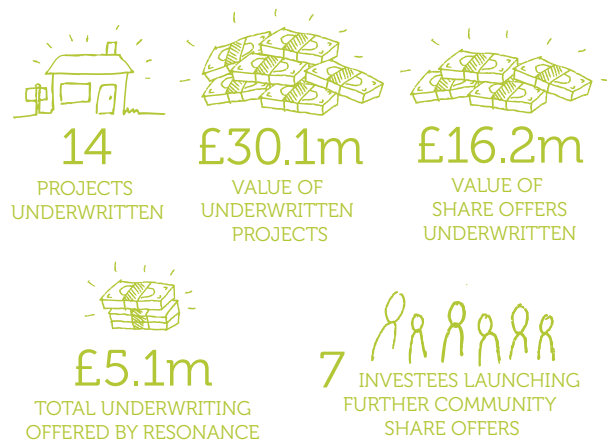 14
PROJECTS
UNDERWRITTEN
£30.1m
VALUE OF
UNDERWRITTEN
PROJECTS
£16.2m
VALUE OF
SHARE OFFERS
UNDERWRITTEN
£5.1m
TOTAL UNDERWRITING
OFFERED BY RESONANCE
7 INVESTEES LAUNCHING
FURTHER COMMUNITY
SHARE OFFERS